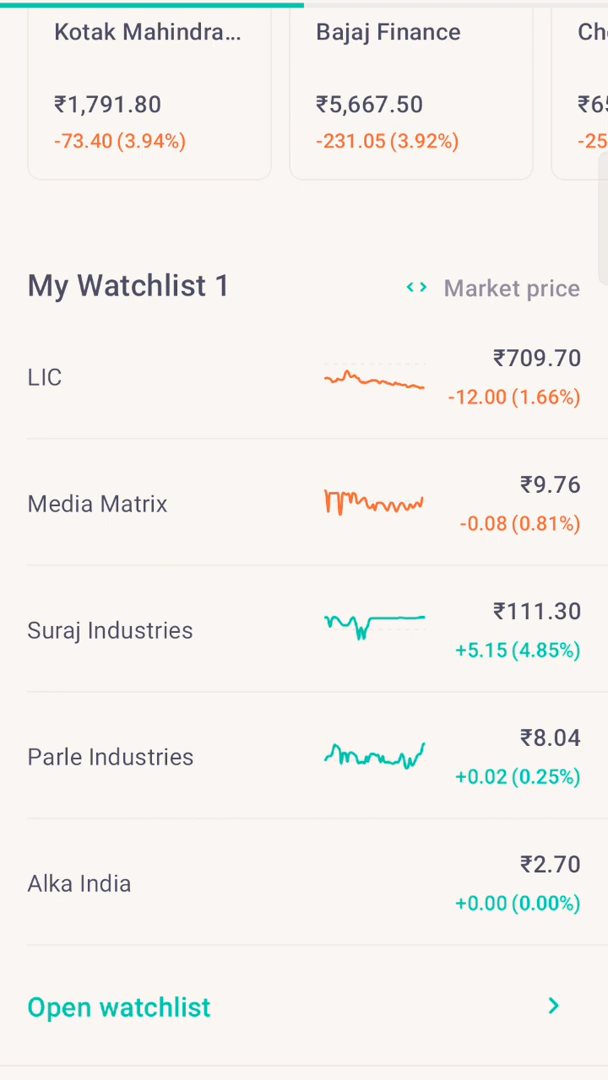 Kotak Mahindra... Bajaj Finance
₹1,791.80 ₹5,667.50
-73.40 (3.94%) -231.05 (3.92%)
My Watchlist 1 <> Market price
LIC ₹709.70
-12.00 (1.66%)
Media Matrix ₹9.76
-0.08 (0.81%)
Suraj Industries ₹111.30
+5.15 (4.85%)
Parle Industries ₹8.04
+0.02 (0.25%)
Alka India ₹2.70
+0.00 (0.00%)
Open watchlist >